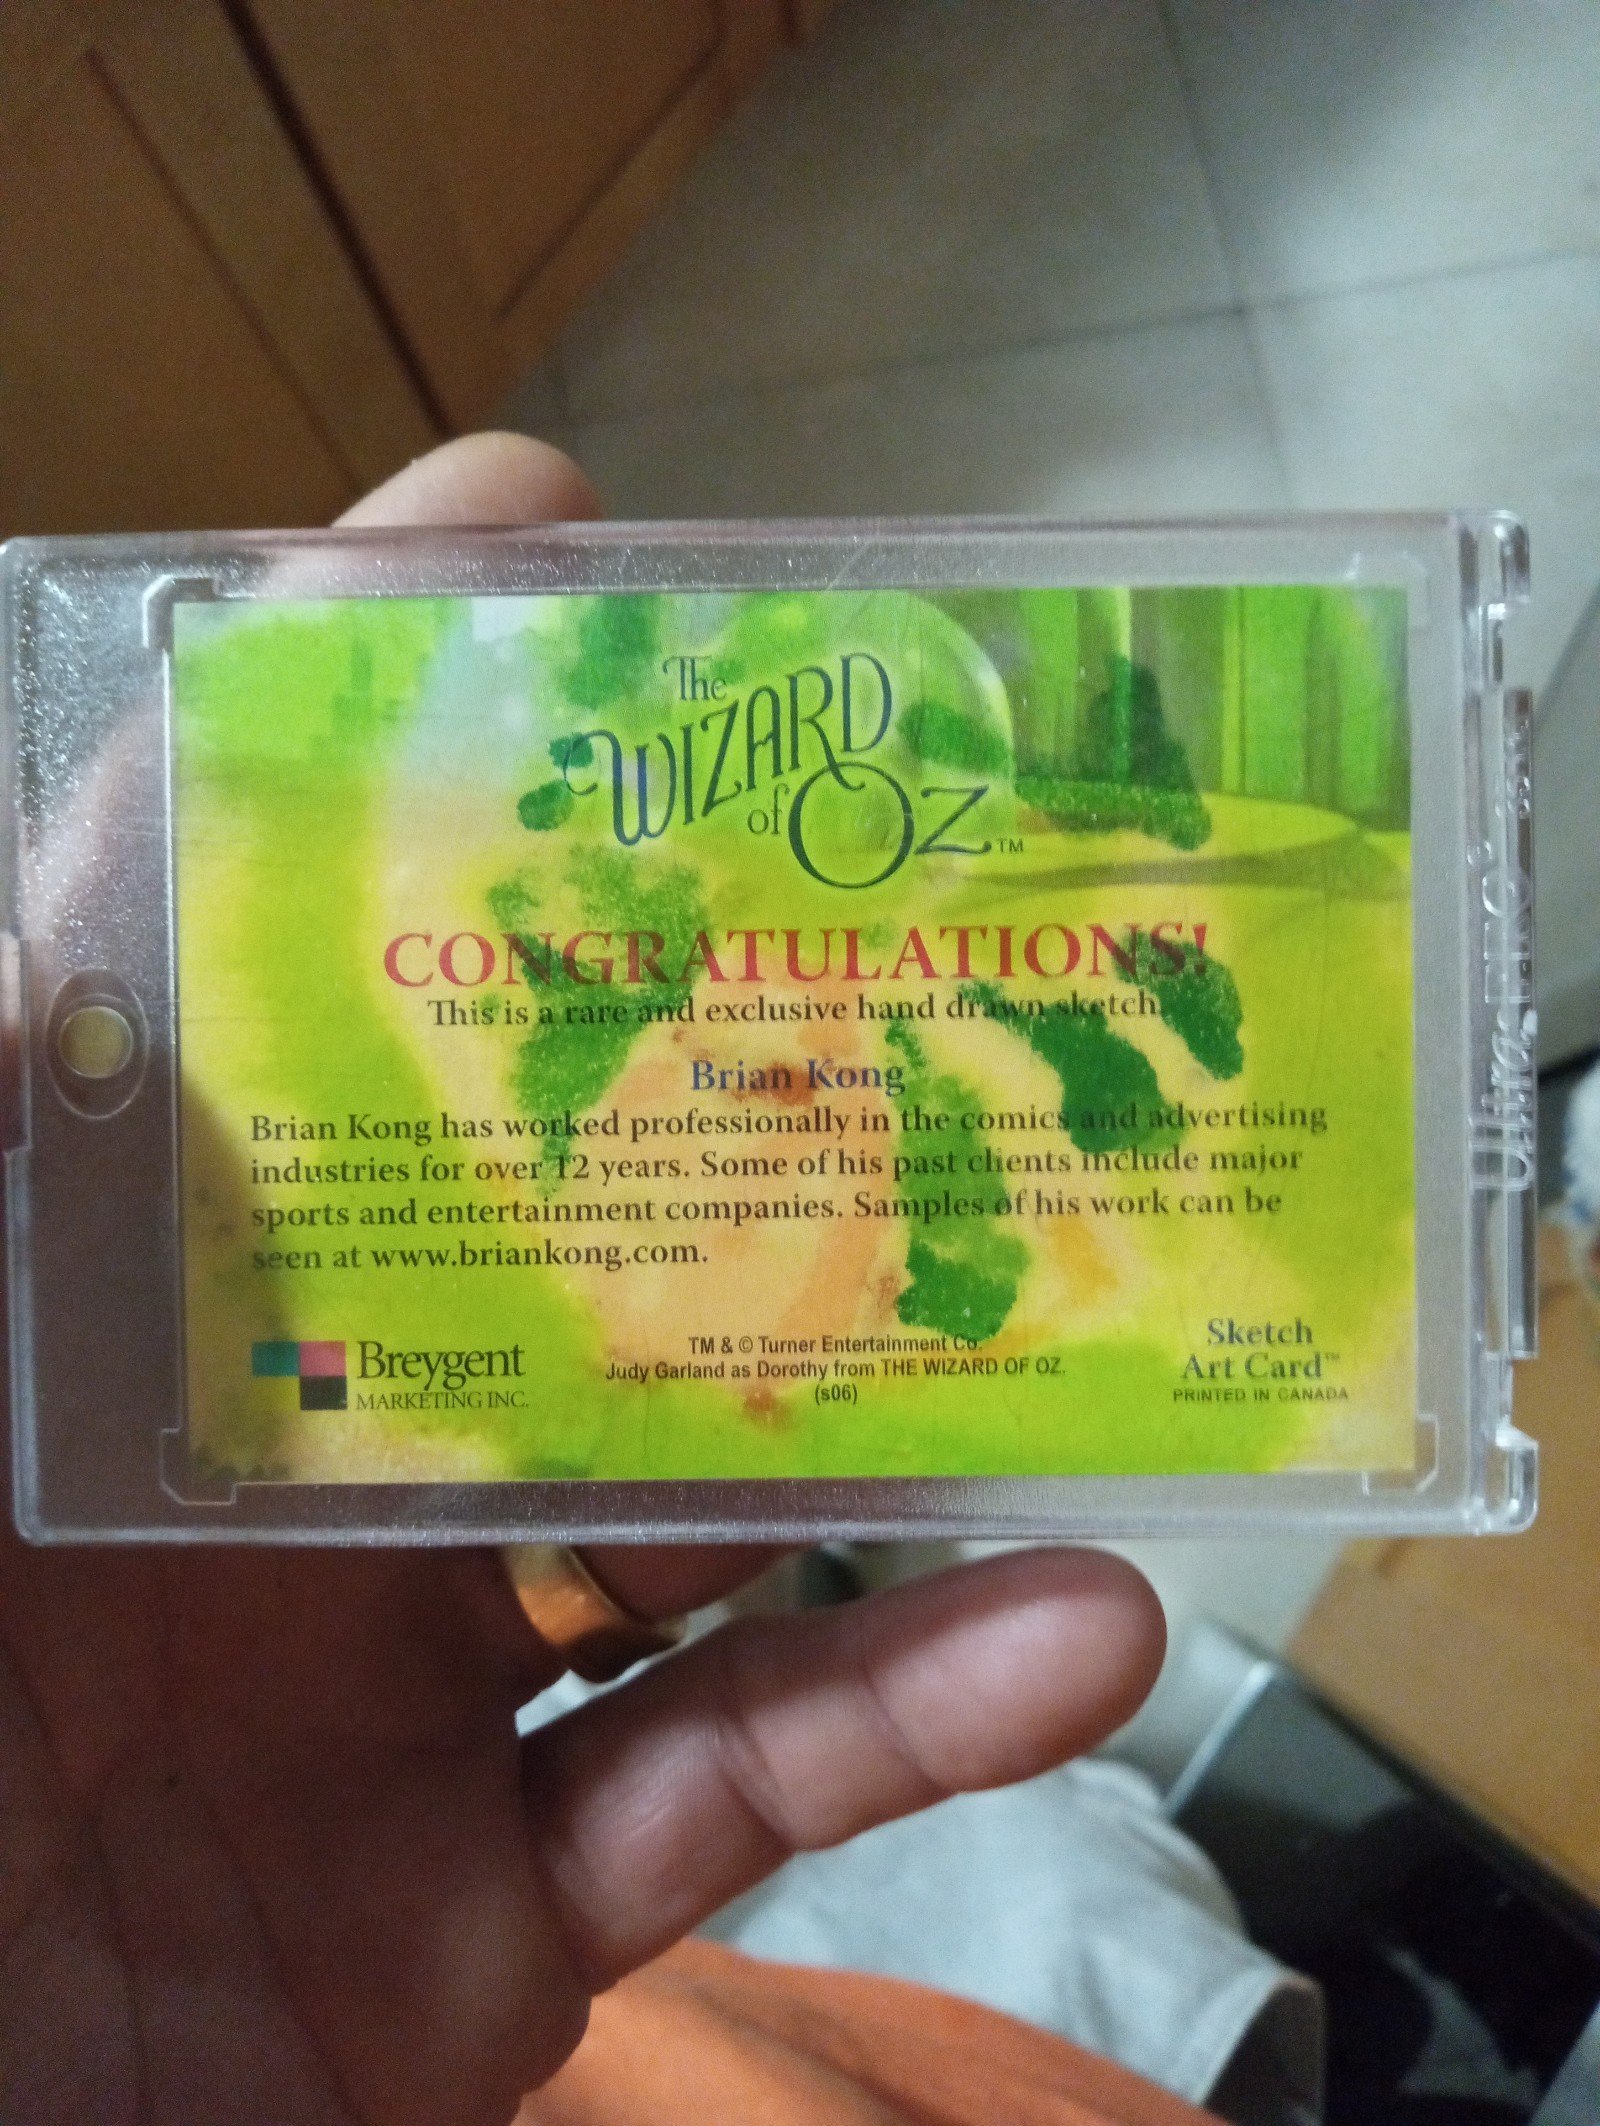 The
WIZARD
of OZ™
CONGRATULATIONS!
This is a rare and exclusive hand drawn sketch.
Brian Kong
Brian Kong has worked professionally in the comics and advertising
industries for over 12 years. Some of his past clients include major
sports and entertainment companies. Samples of his work can be
seen at www.briankong.com.
Breygent
MARKETING INC.
TM & © Turner Entertainment Co.
Judy Garland as Dorothy from THE WIZARD OF OZ.
(s06)
Sketch
Art Card™
PRINTED IN CANADA